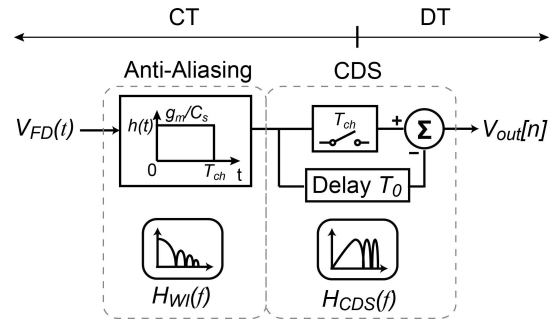 CT DT
Anti-Aliasing CDS
V_FD(t) h(t) g_m/C_s 0 T_ch t
T_ch + Σ − V_out[n]
Delay T_0
H_WI(f) H_CDS(f)